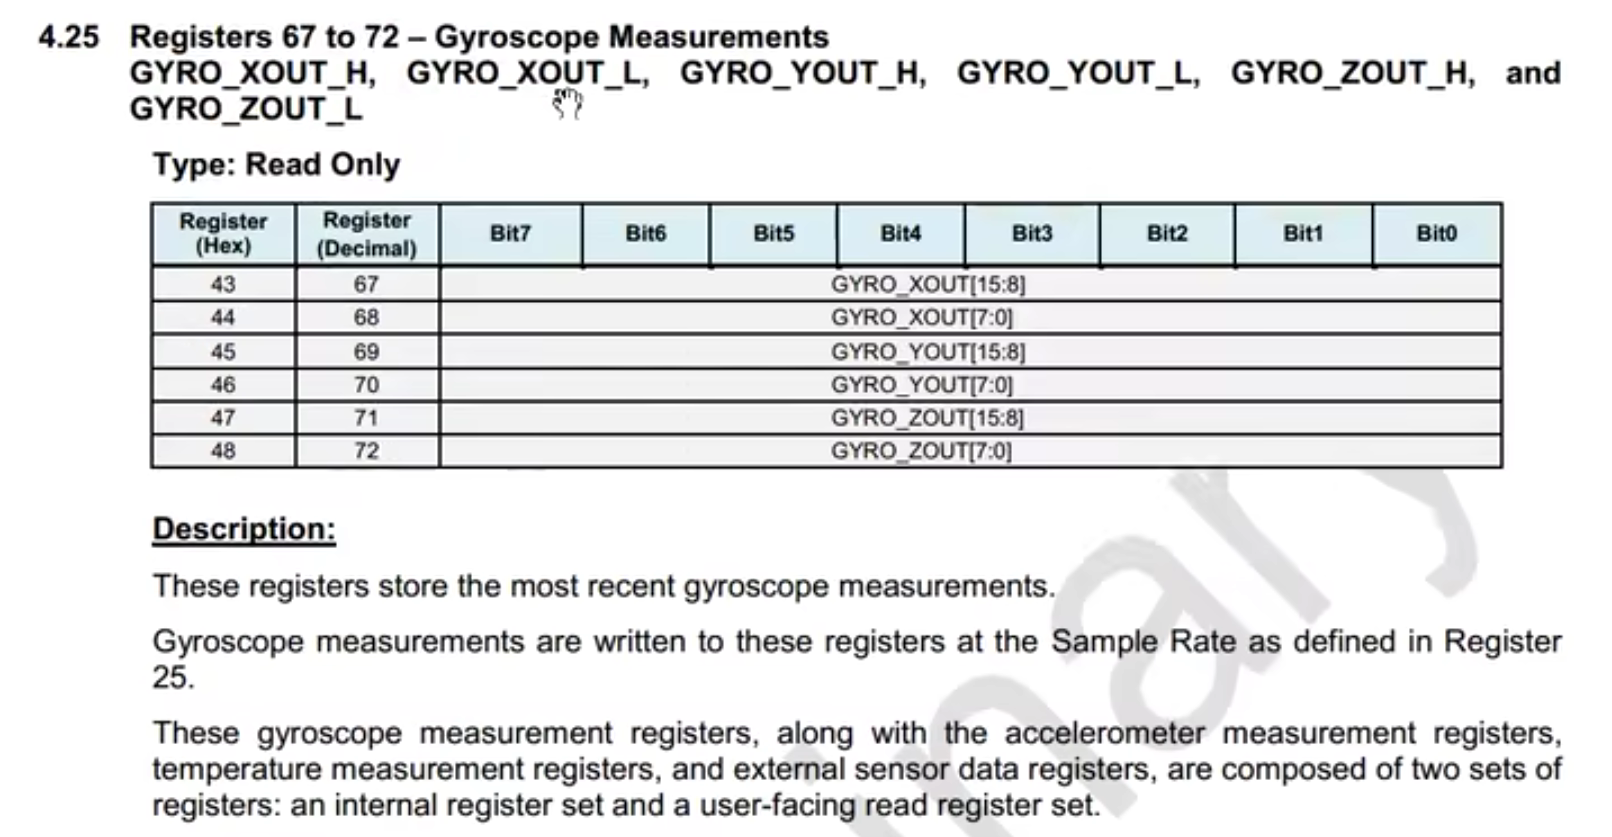 4.25 Registers 67 to 72 – Gyroscope Measurements
GYRO_XOUT_H, GYRO_XOUT_L, GYRO_YOUT_H, GYRO_YOUT_L, GYRO_ZOUT_H, and
GYRO_ZOUT_L
Type: Read Only
Register (Hex) Register (Decimal) Bit7 Bit6 Bit5 Bit4 Bit3 Bit2 Bit1 Bit0
43 67 GYRO_XOUT[15:8]
44 68 GYRO_XOUT[7:0]
45 69 GYRO_YOUT[15:8]
46 70 GYRO_YOUT[7:0]
47 71 GYRO_ZOUT[15:8]
48 72 GYRO_ZOUT[7:0]
Description:
These registers store the most recent gyroscope measurements.
Gyroscope measurements are written to these registers at the Sample Rate as defined in Register
25.
These gyroscope measurement registers, along with the accelerometer measurement registers,
temperature measurement registers, and external sensor data registers, are composed of two sets of
registers: an internal register set and a user-facing read register set.